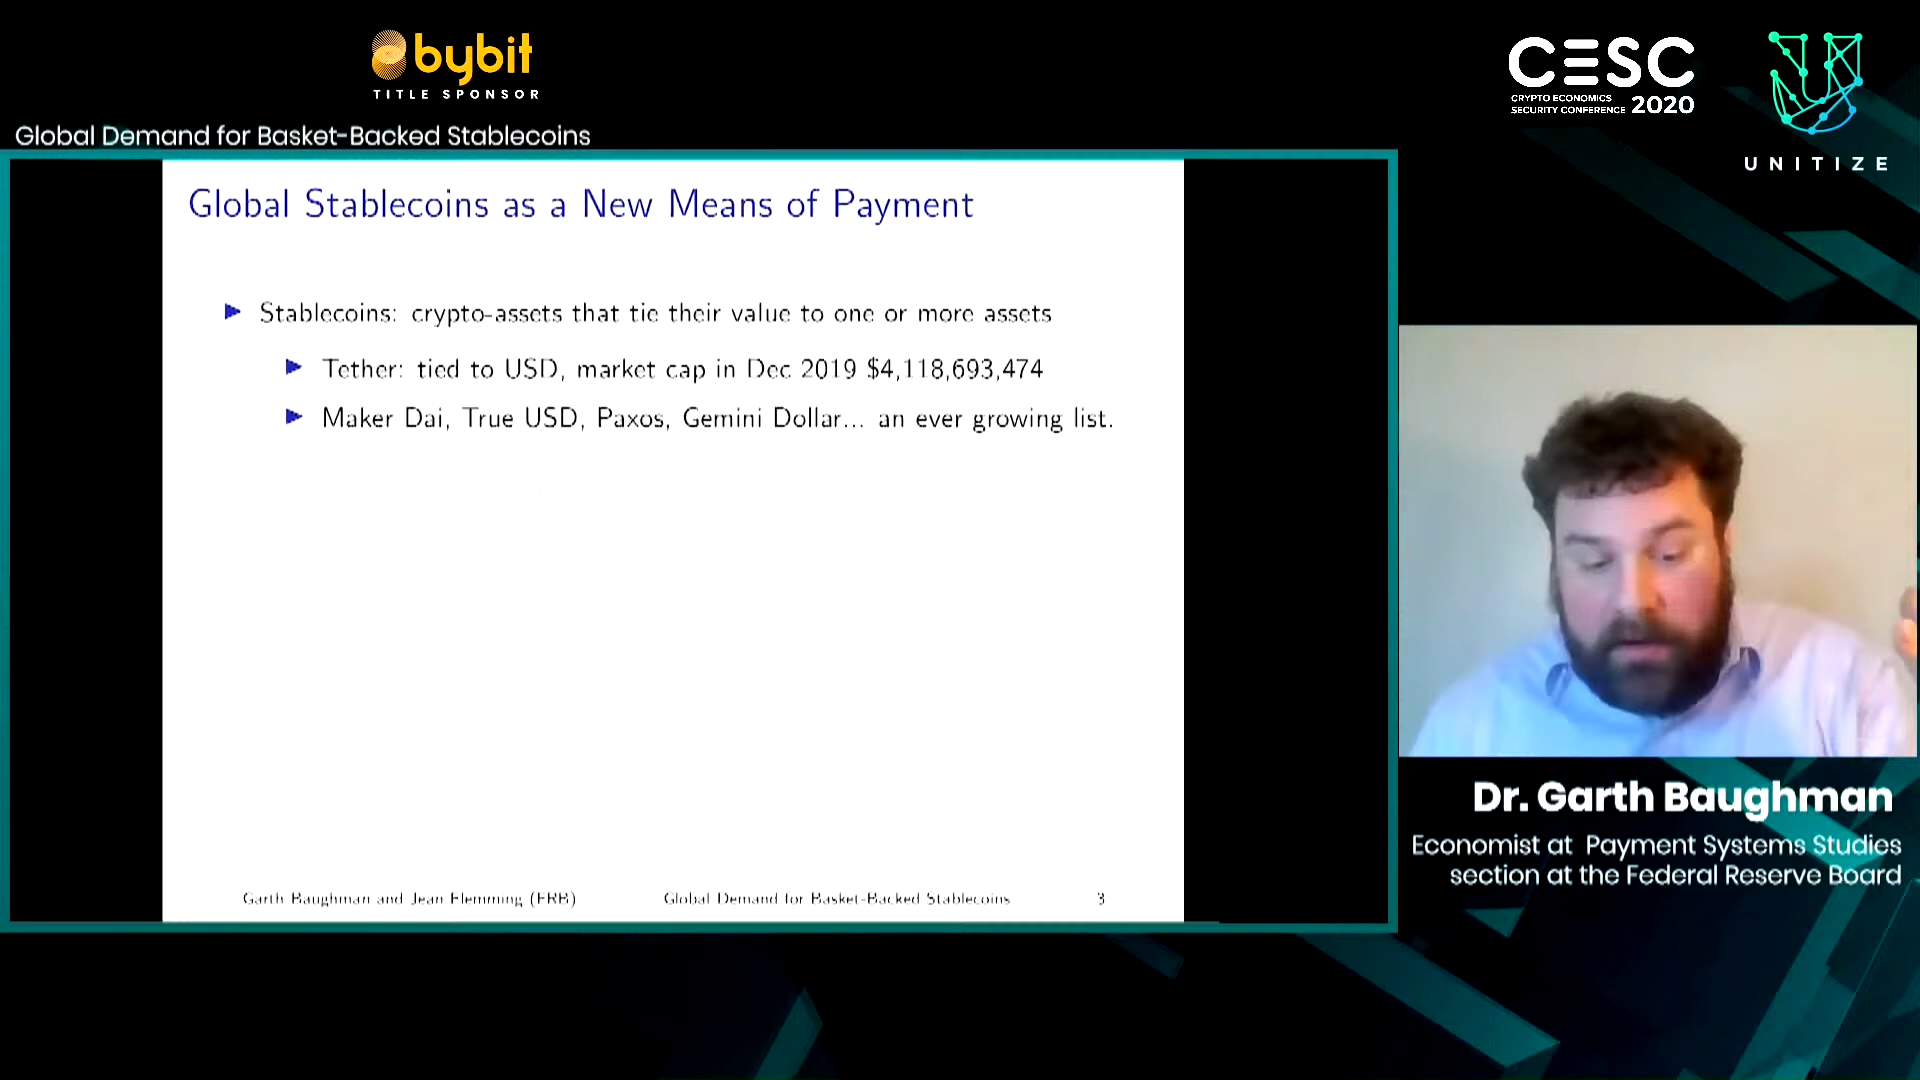 bybit
TITLE SPONSOR
CESC
CRYPTO ECONOMICS
SECURITY CONFERENCE 2020
UNITIZE
Global Demand for Basket-Backed Stablecoins
Global Stablecoins as a New Means of Payment
Stablecoins: crypto-assets that tie their value to one or more assets
Tether: tied to USD, market cap in Dec 2019 $4,118,693,474
Maker Dai, True USD, Paxos, Gemini Dollar... an ever growing list.
Garth Baughman and Jean Flemming (FRB) Global Demand for Basket-Backed Stablecoins 3
Dr. Garth Baughman
Economist at Payment Systems Studies
section at the Federal Reserve Board